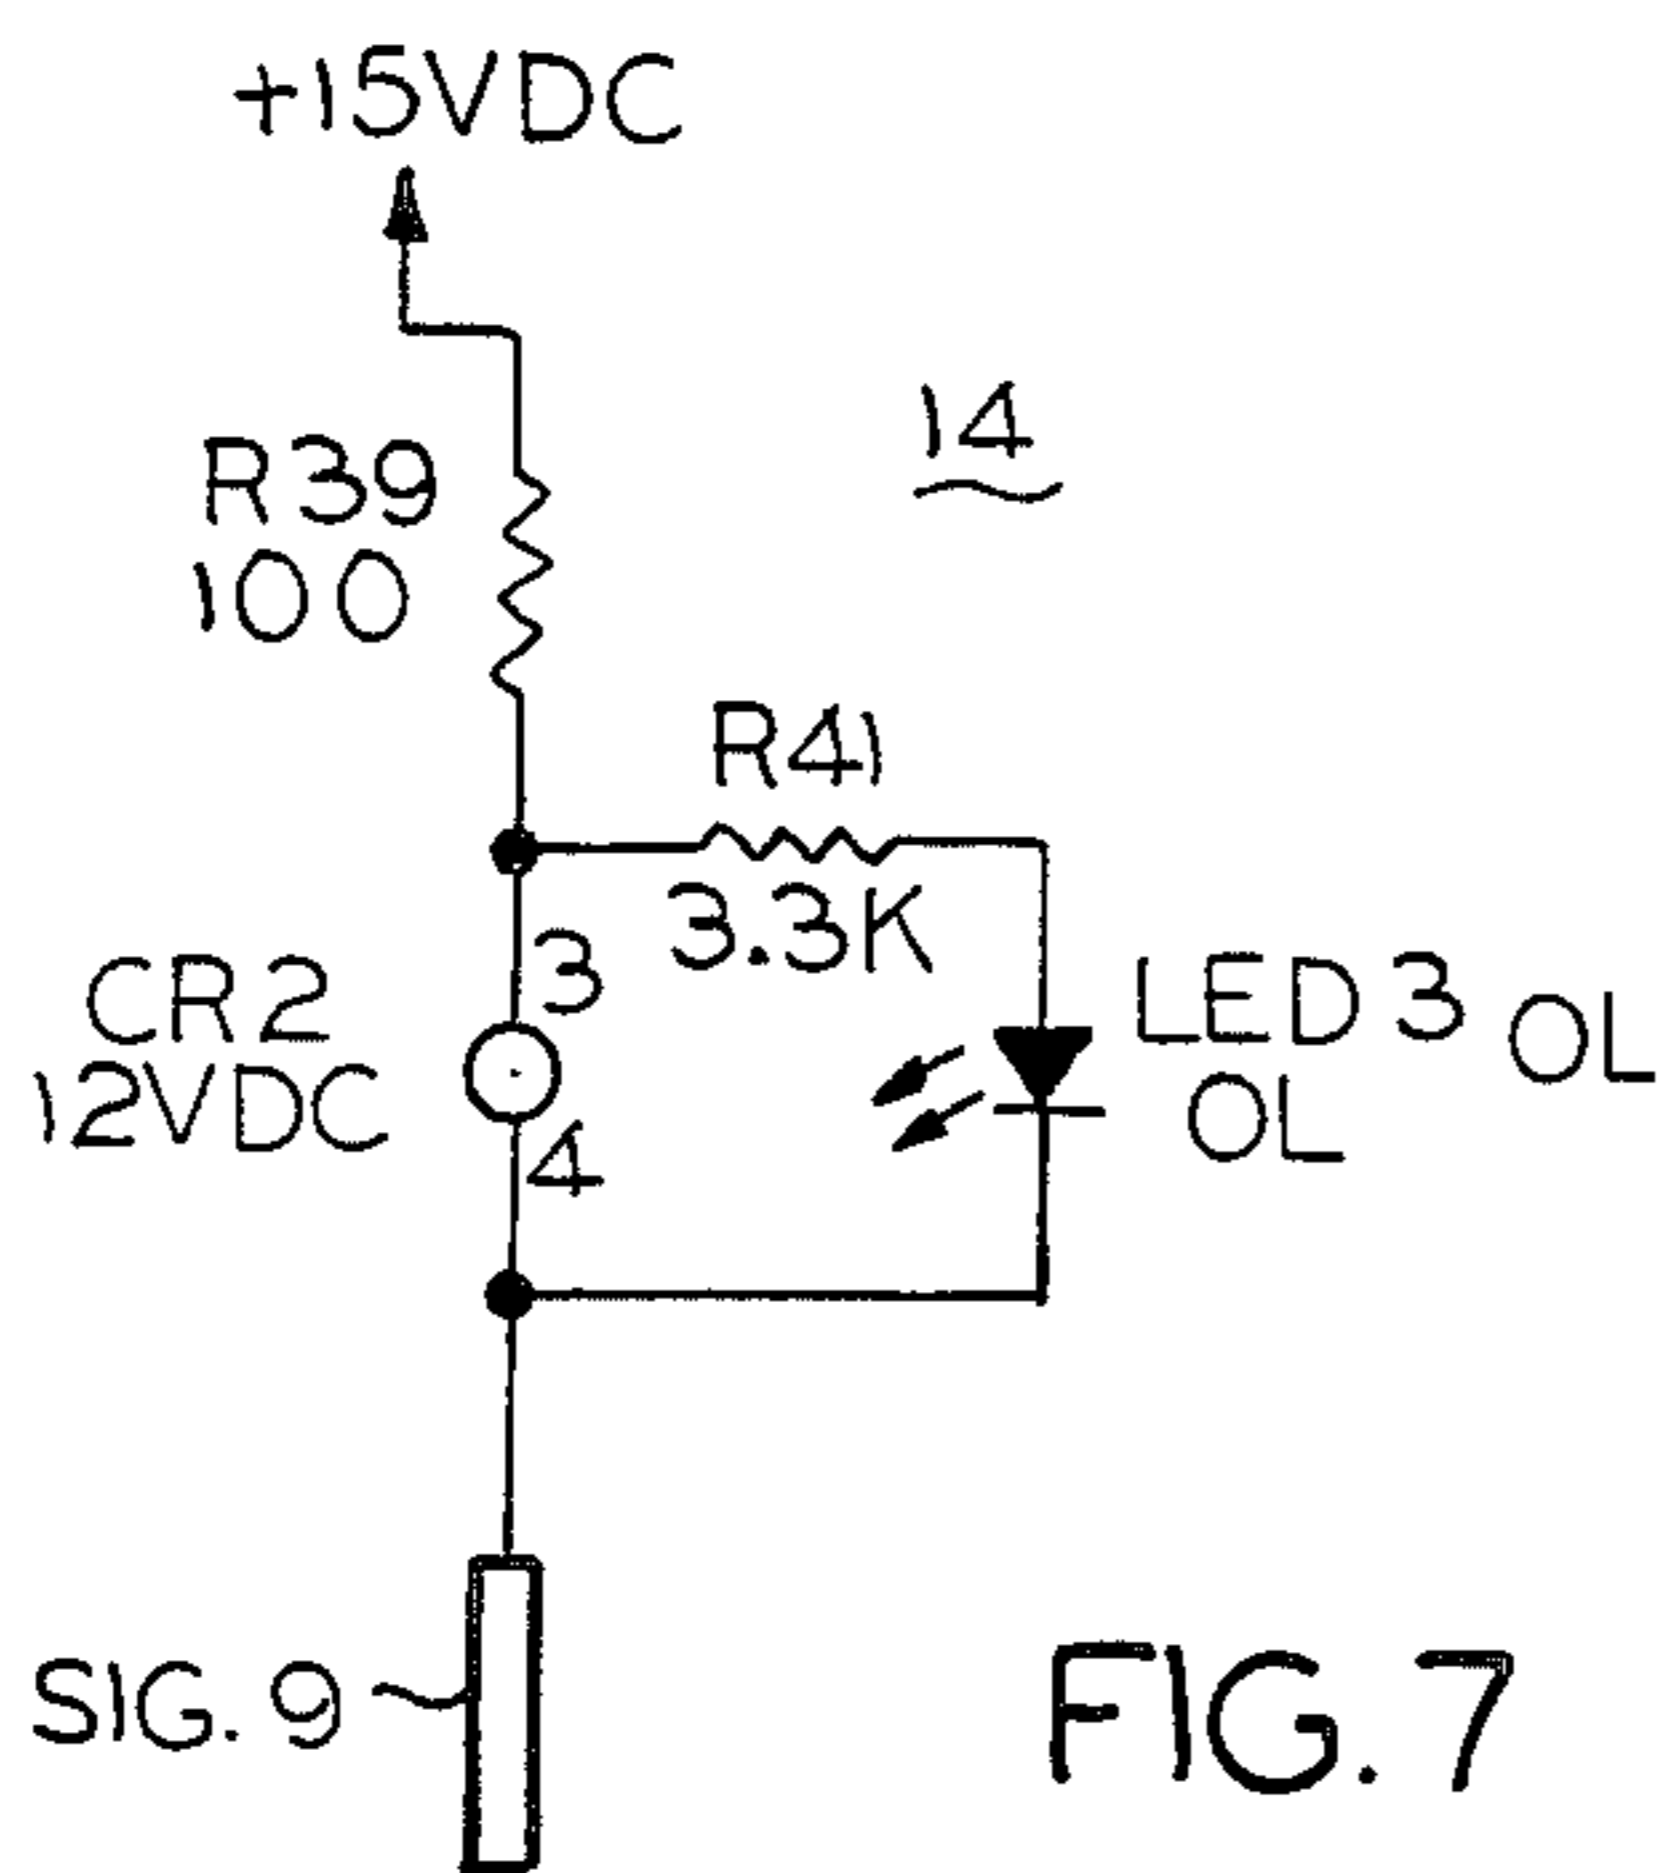 +15VDC
14
R39
100
R41
3.3K
3
CR2
12VDC
4
LED3 OL
OL
SIG. 9
FIG. 7